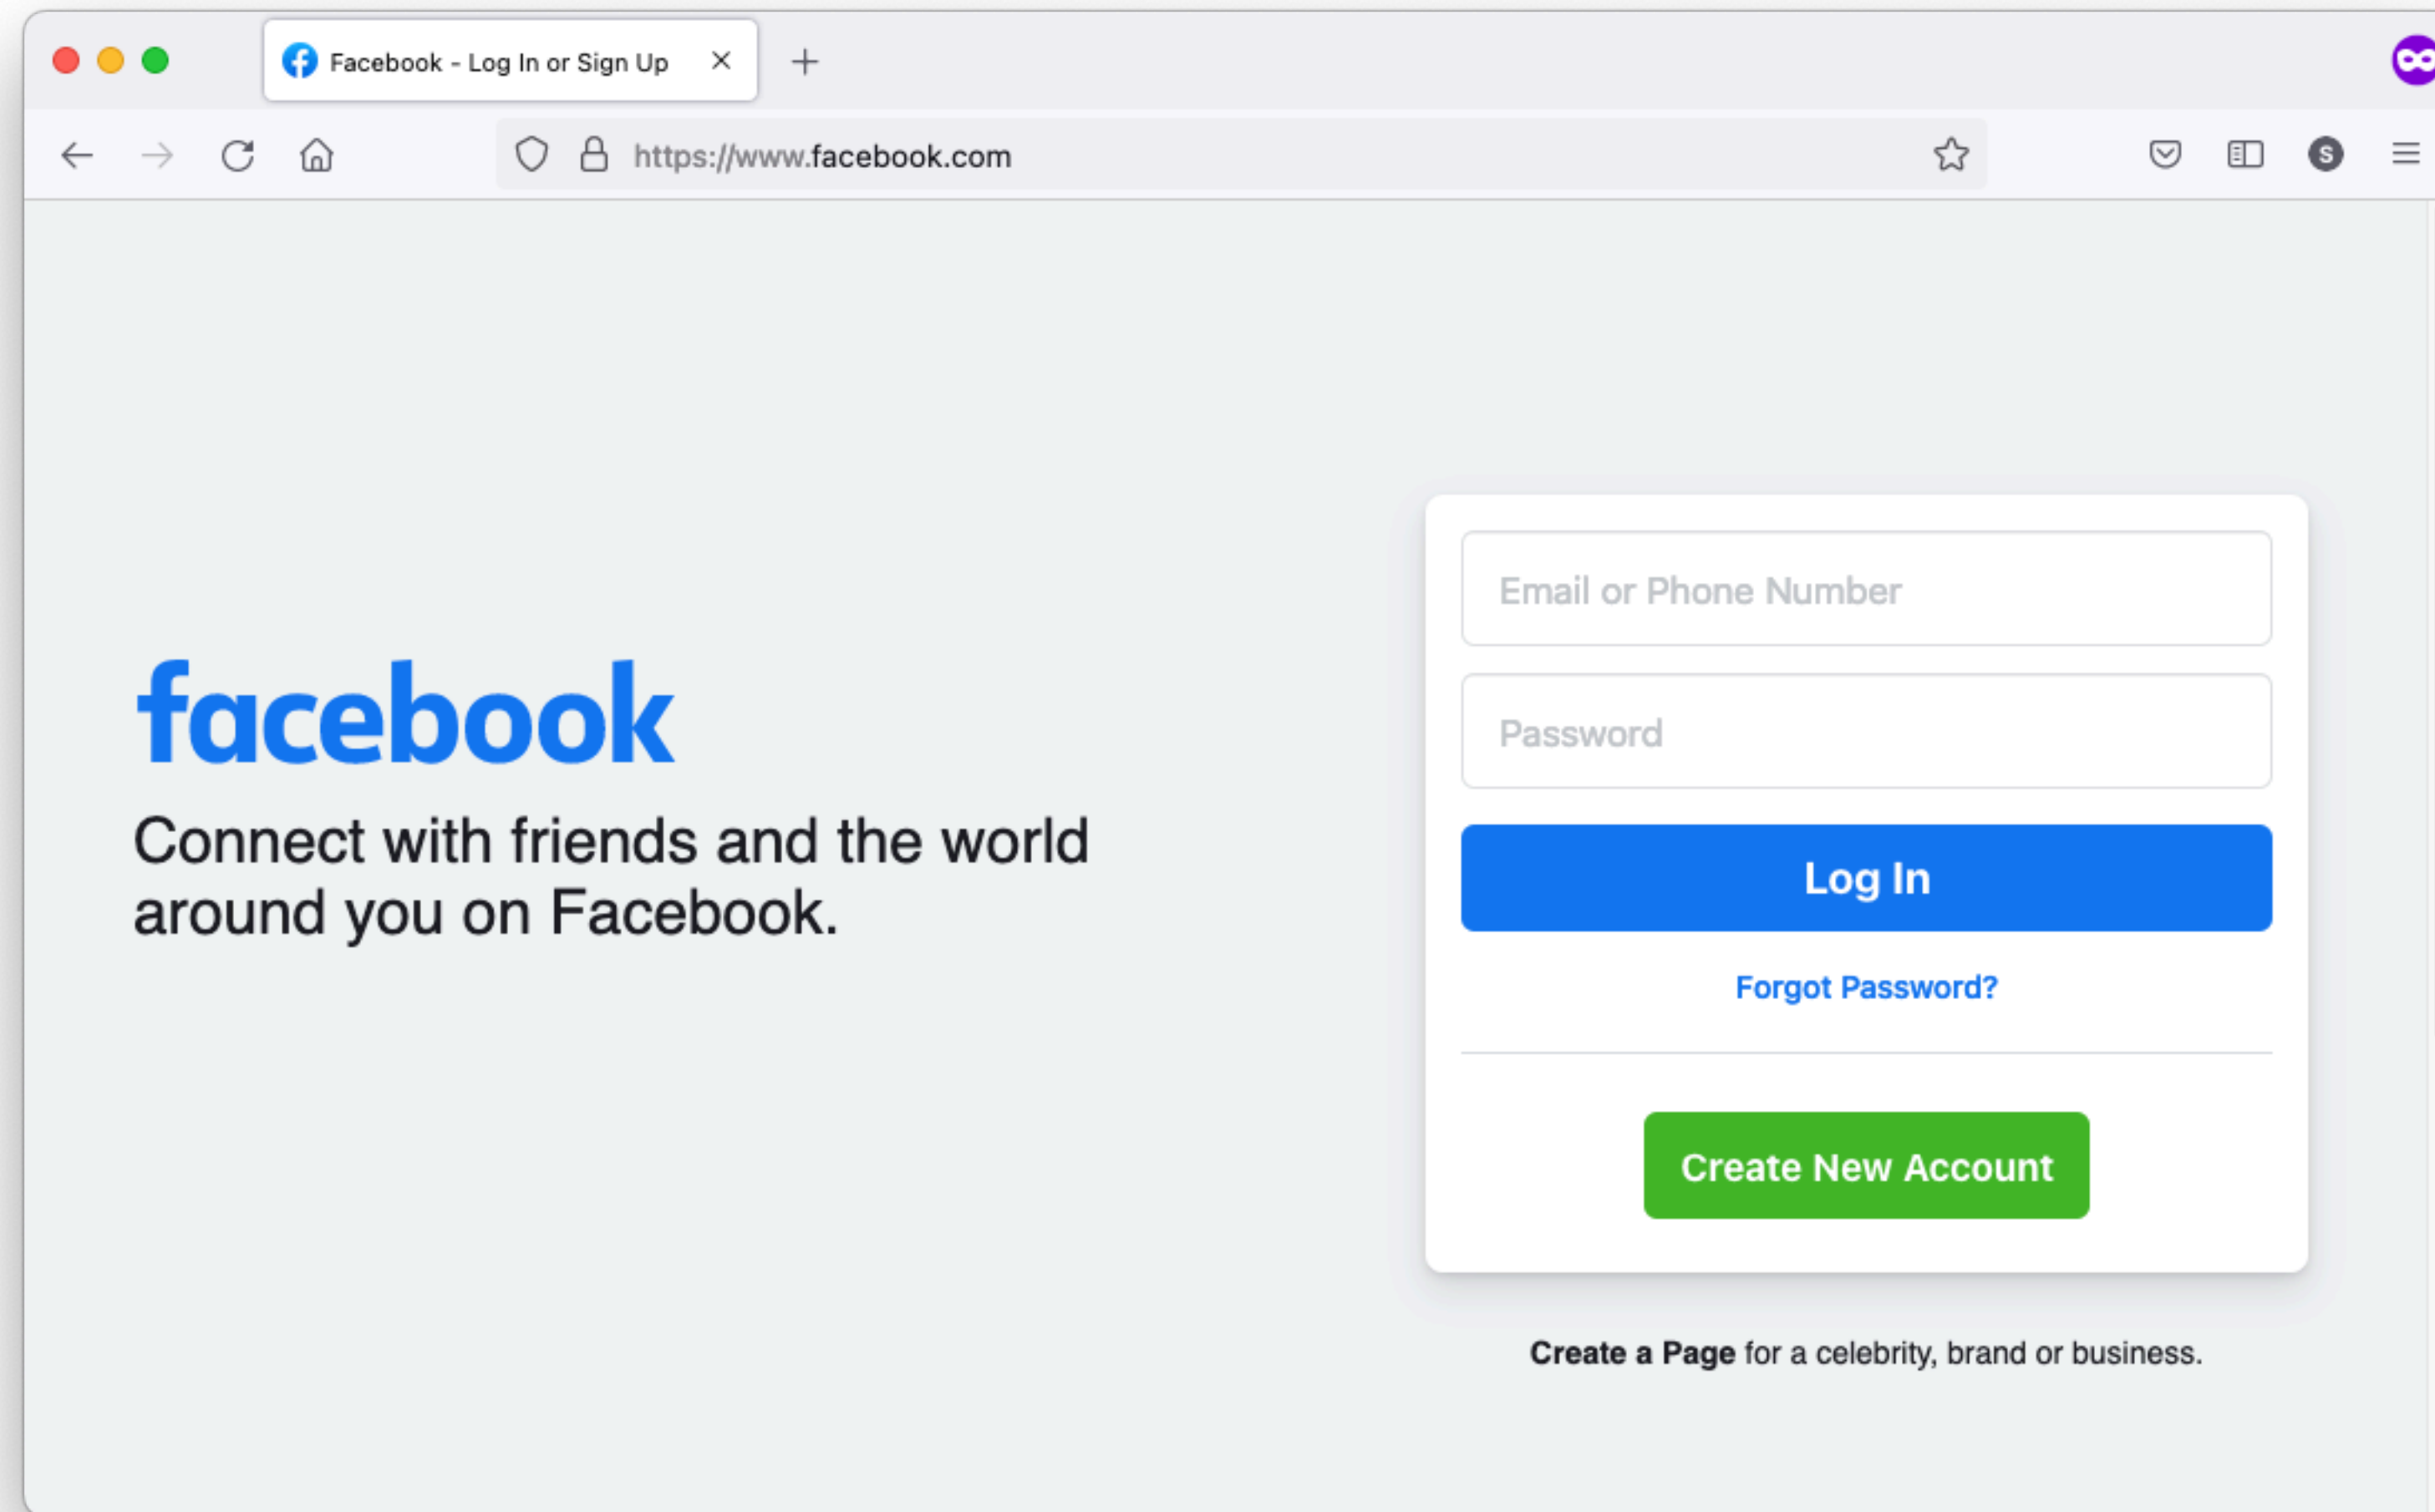 Facebook - Log In or Sign Up
https://www.facebook.com
S
facebook
Connect with friends and the world
around you on Facebook.
Email or Phone Number
Password
Log In
Forgot Password?
Create New Account
Create a Page for a celebrity, brand or business.